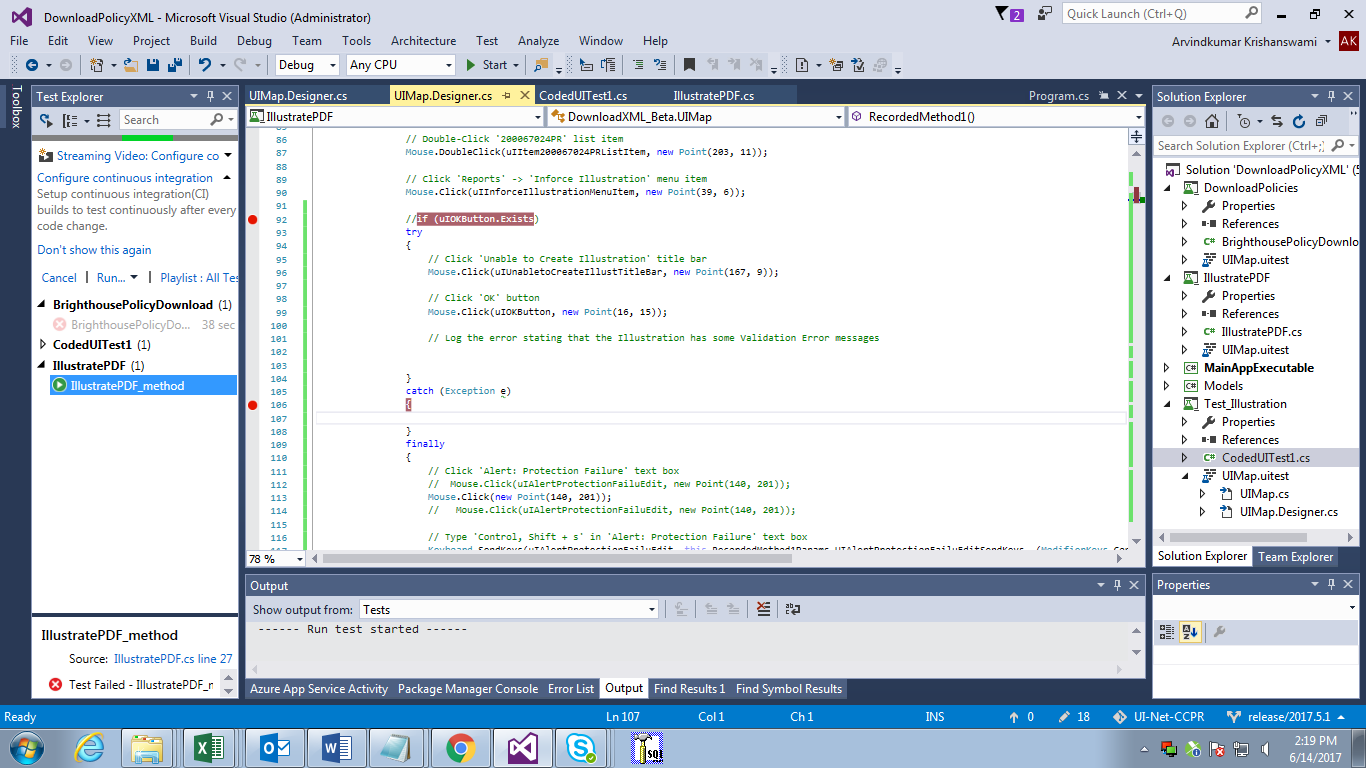 DownloadPolicyXML - Microsoft Visual Studio (Administrator)
2
Quick Launch (Ctrl+Q)
File Edit View Project Build Debug Team Tools Architecture Test Analyze Window Help
Arvindkumar Krishanswami AK
Debug Any CPU Start
Toolbox
Test Explorer
Search
Streaming Video: Configure co
Configure continuous integration
Setup continuous integration(CI)
builds to test continuously after every
code change.
Don't show this again
Cancel | Run... | Playlist : All Tes
BrighthousePolicyDownload (1)
BrighthousePolicyDo... 38 sec
CodedUITest1 (1)
IllustratePDF (1)
IllustratePDF_method
IllustratePDF_method
Source: IllustratePDF.cs line 27
Test Failed - IllustratePDF_m
UIMap.Designer.cs UIMap.Designer.cs CodedUITest1.cs IllustratePDF.cs Program.cs
IllustratePDF DownloadXML_Beta.UIMap RecordedMethod1()
86 // Double-Click '200067024PR' list item
87 Mouse.DoubleClick(uIItem200067024PRListItem, new Point(203, 11));
88
89 // Click 'Reports' -> 'Inforce Illustration' menu item
90 Mouse.Click(uIInforceIllustrationMenuItem, new Point(39, 6));
91
92 //if (uIOKButton.Exists)
93 try
94 {
95 // Click 'Unable to Create Illustration' title bar
96 Mouse.Click(uIUnabletoCreateIllustTitleBar, new Point(167, 9));
97
98 // Click 'OK' button
99 Mouse.Click(uIOKButton, new Point(16, 15));
100
101 // Log the error stating that the Illustration has some Validation Error messages
102
103
104 }
105 catch (Exception e)
106 {
107
108 }
109 finally
110 {
111 // Click 'Alert: Protection Failure' text box
112 // Mouse.Click(uIAlertProtectionFailuEdit, new Point(140, 201));
113 Mouse.Click(new Point(140, 201));
114 // Mouse.Click(uIAlertProtectionFailuEdit, new Point(140, 201));
115
116 // Type 'Control, Shift + s' in 'Alert: Protection Failure' text box
78 %
Output
Show output from: Tests
------ Run test started ------
Azure App Service Activity Package Manager Console Error List Output Find Results 1 Find Symbol Results
Solution Explorer
Search Solution Explorer (Ctrl+;)
Solution 'DownloadPolicyXML' (5
DownloadPolicies
Properties
References
BrighthousePolicyDownlo
UIMap.uitest
IllustratePDF
Properties
References
IllustratePDF.cs
UIMap.uitest
MainAppExecutable
Models
Test_Illustration
Properties
References
CodedUITest1.cs
UIMap.uitest
UIMap.cs
UIMap.Designer.cs
Solution Explorer Team Explorer
Properties
Ready Ln 107 Col 1 Ch 1 INS 0 18 UI-Net-CCPR release/2017.5.1
2:19 PM
6/14/2017